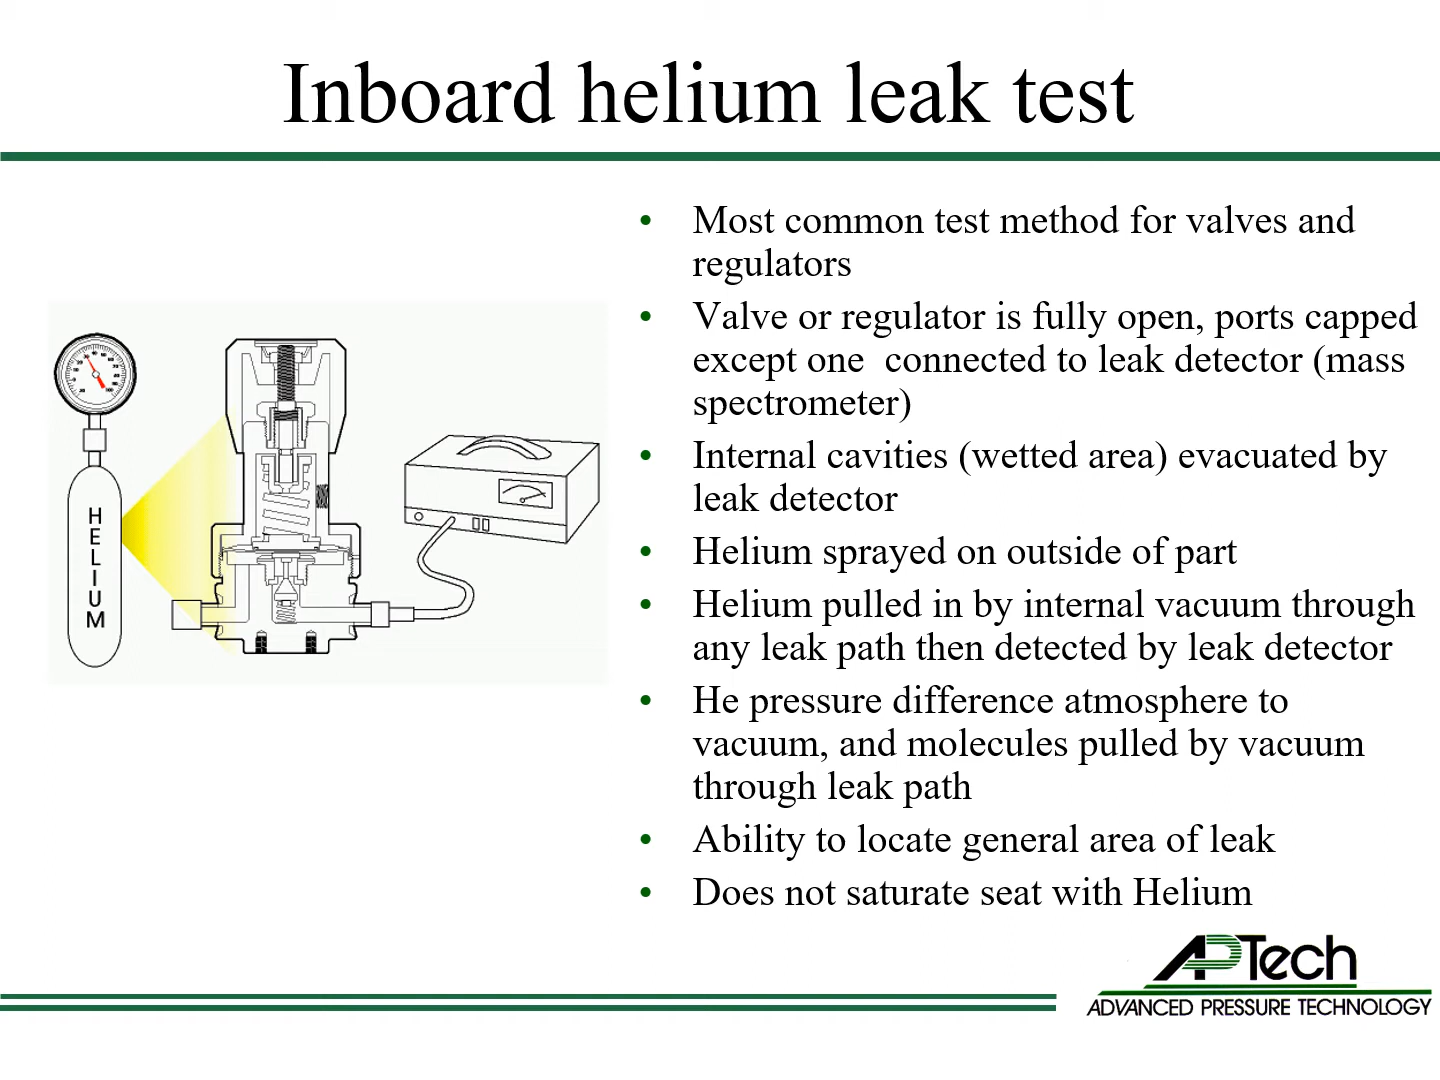 Inboard helium leak test
• Most common test method for valves and
regulators
• Valve or regulator is fully open, ports capped
except one  connected to leak detector (mass
spectrometer)
• Internal cavities (wetted area) evacuated by
leak detector
• Helium sprayed on outside of part
• Helium pulled in by internal vacuum through
any leak path then detected by leak detector
• He pressure difference atmosphere to
vacuum, and molecules pulled by vacuum
through leak path
• Ability to locate general area of leak
• Does not saturate seat with Helium
HELIUM
APTech
ADVANCED PRESSURE TECHNOLOGY